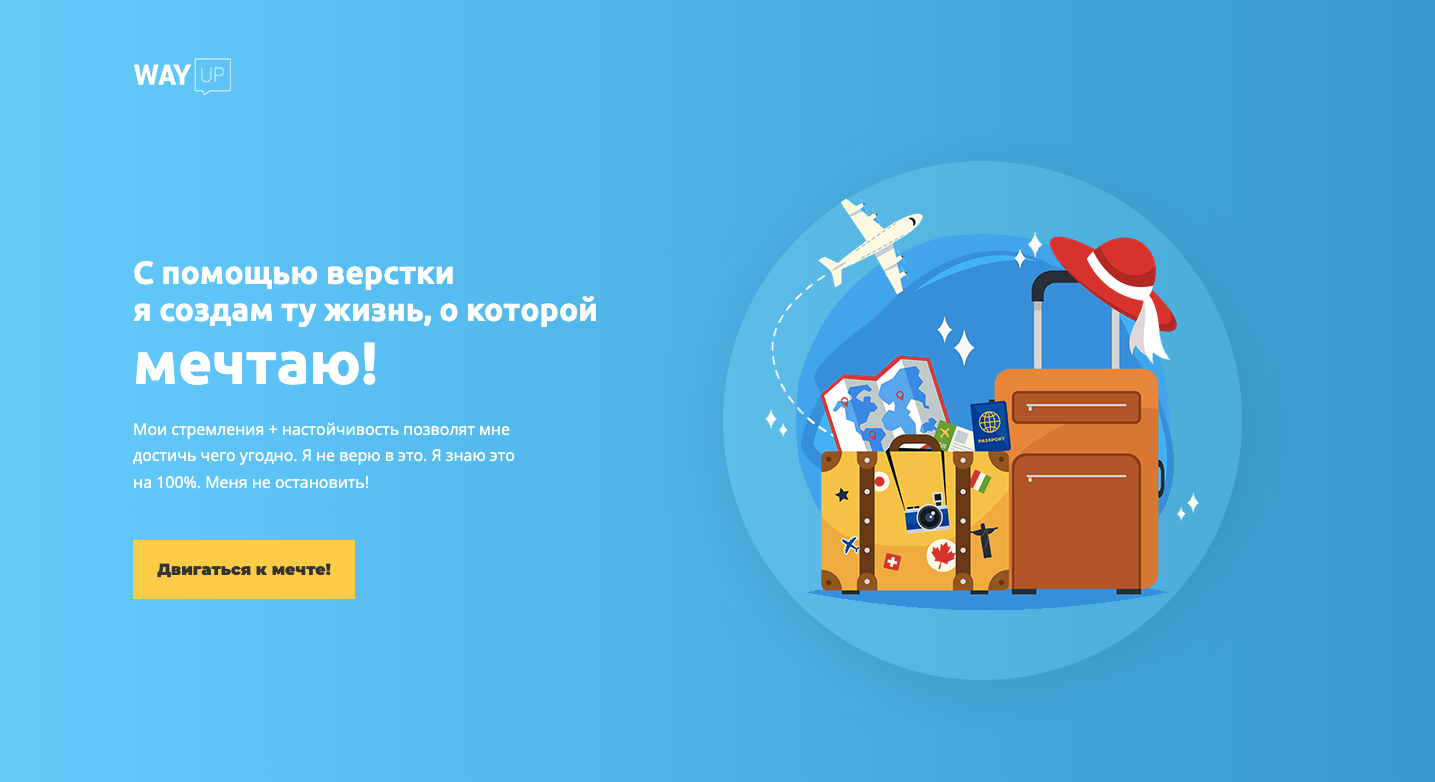 WAY UP
С помощью верстки
я создам ту жизнь, о которой
мечтаю!
Мои стремления + настойчивость позволят мне
достичь чего угодно. Я не верю в это. Я знаю это
на 100%. Меня не остановить!
Двигаться к мечте!
PASSPORT